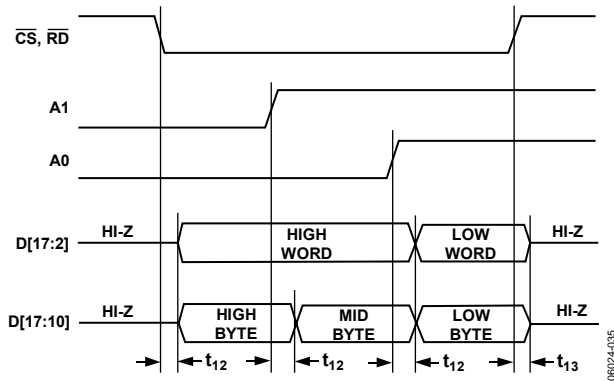 CS, RD
A1
A0
D[17:2] HI-Z HIGH WORD LOW WORD HI-Z
D[17:10] HI-Z HIGH BYTE MID BYTE LOW BYTE HI-Z
t12 t12 t12 t13
06024-035